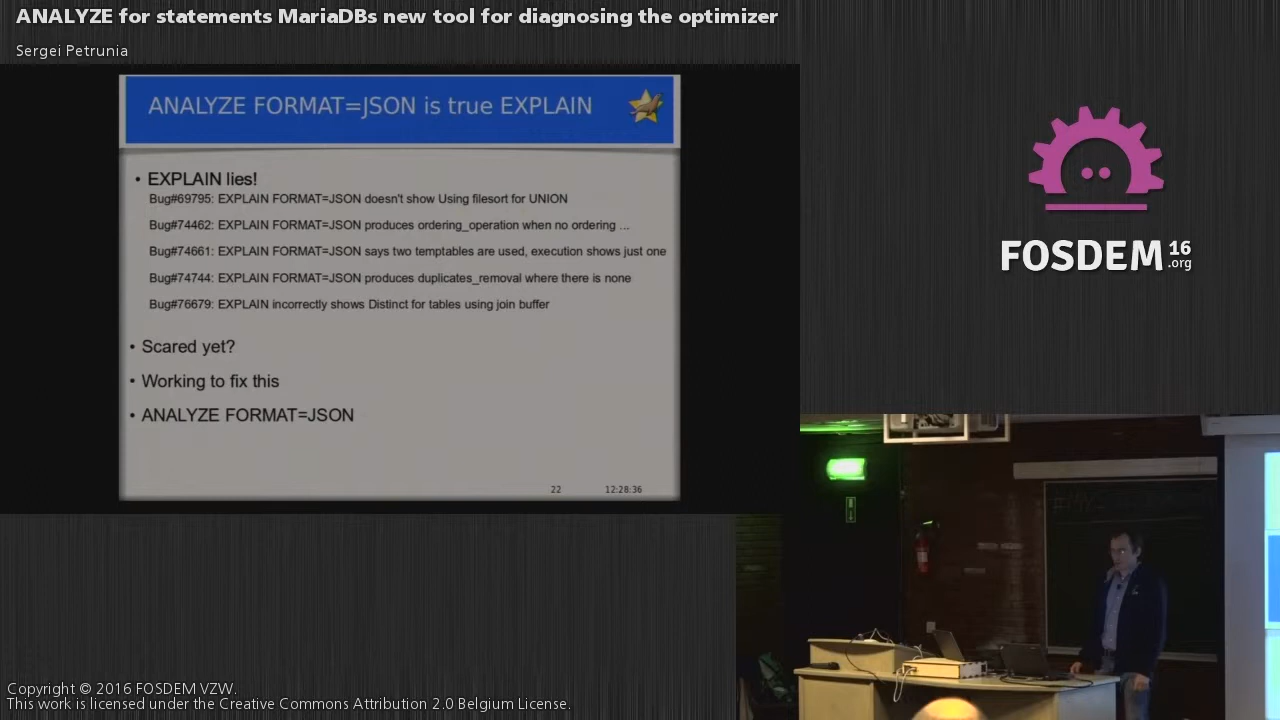 ANALYZE for statements MariaDBs new tool for diagnosing the optimizer
Sergei Petrunia
ANALYZE FORMAT=JSON is true EXPLAIN
• EXPLAIN lies!
Bug#69795: EXPLAIN FORMAT=JSON doesn't show Using filesort for UNION
Bug#74462: EXPLAIN FORMAT=JSON produces ordering_operation when no ordering ...
Bug#74661: EXPLAIN FORMAT=JSON says two temptables are used, execution shows just one
Bug#74744: EXPLAIN FORMAT=JSON produces duplicates_removal where there is none
Bug#76679: EXPLAIN incorrectly shows Distinct for tables using join buffer
• Scared yet?
• Working to fix this
• ANALYZE FORMAT=JSON
22 12:28:36
FOSDEM 16
.org
Copyright © 2016 FOSDEM VZW.
This work is licensed under the Creative Commons Attribution 2.0 Belgium License.